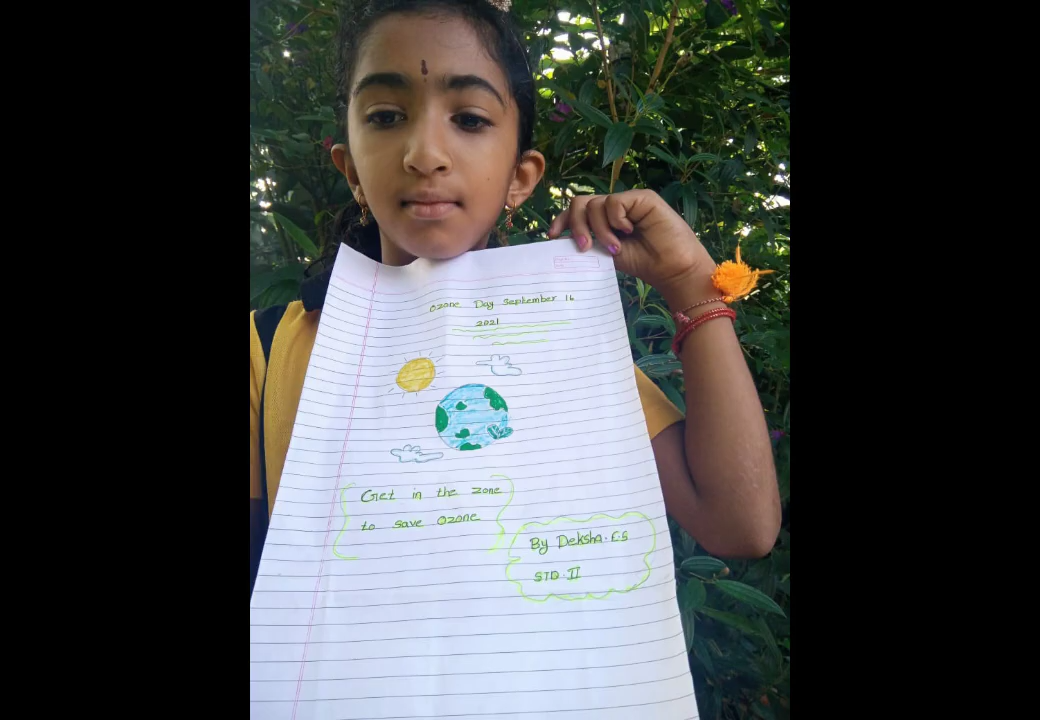 Ozone Day September 16
2021
Get in the zone
to save Ozone
By Deksha.E.S
STD.II